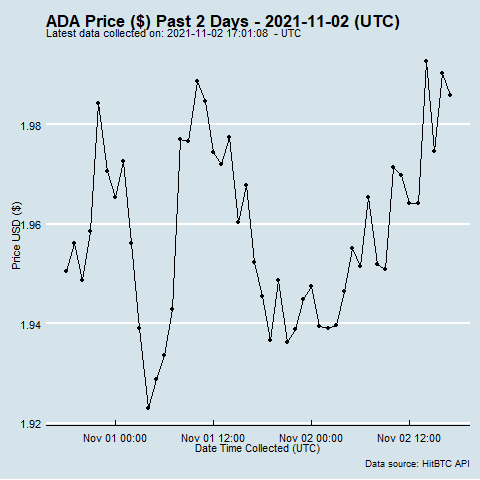 ADA Price ($) Past 2 Days - 2021-11-02 (UTC)
Latest data collected on: 2021-11-02 17:01:08 - UTC
1.98
1.96
1.94
1.92
Price USD ($)
Nov 01 00:00 Nov 01 12:00 Nov 02 00:00 Nov 02 12:00
Date Time Collected (UTC)
Data source: HitBTC API